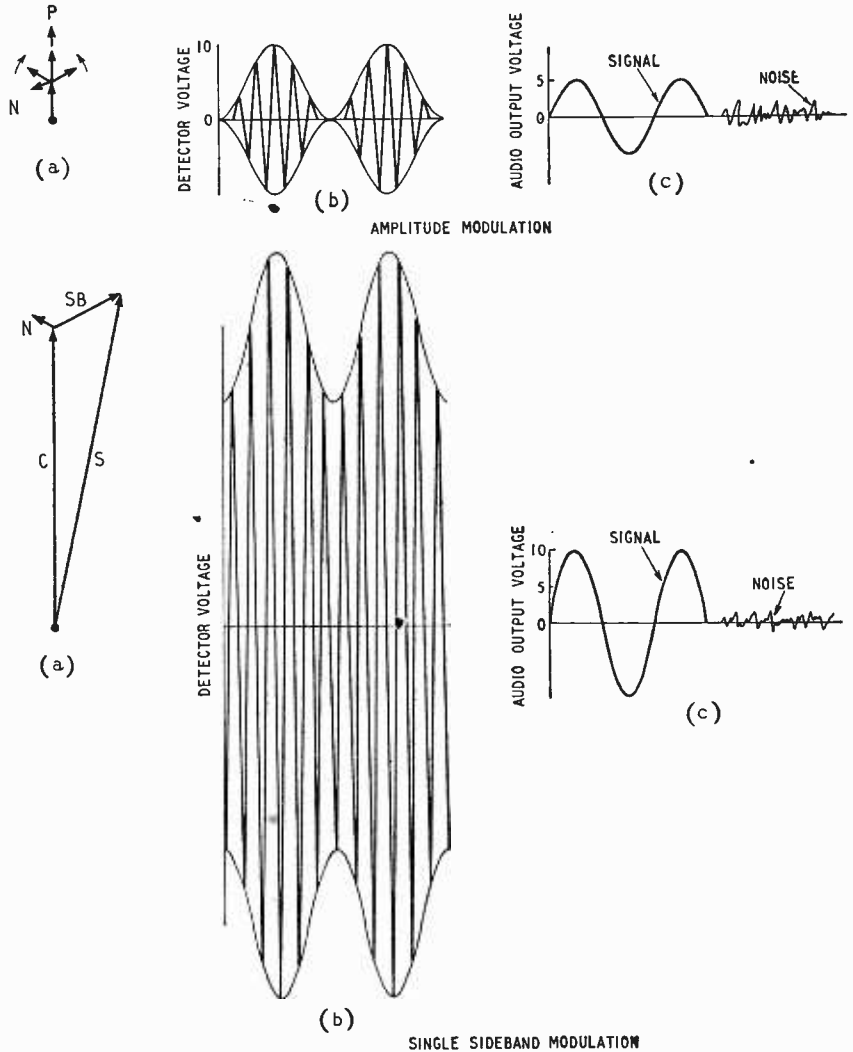 P
N
(a)
DETECTOR VOLTAGE
10
0
(b)
AUDIO OUTPUT VOLTAGE
5
0
SIGNAL
NOISE
(c)
AMPLITUDE MODULATION
SB
N
C
S
(a)
DETECTOR VOLTAGE
(b)
AUDIO OUTPUT VOLTAGE
10
5
0
SIGNAL
NOISE
(c)
SINGLE SIDEBAND MODULATION